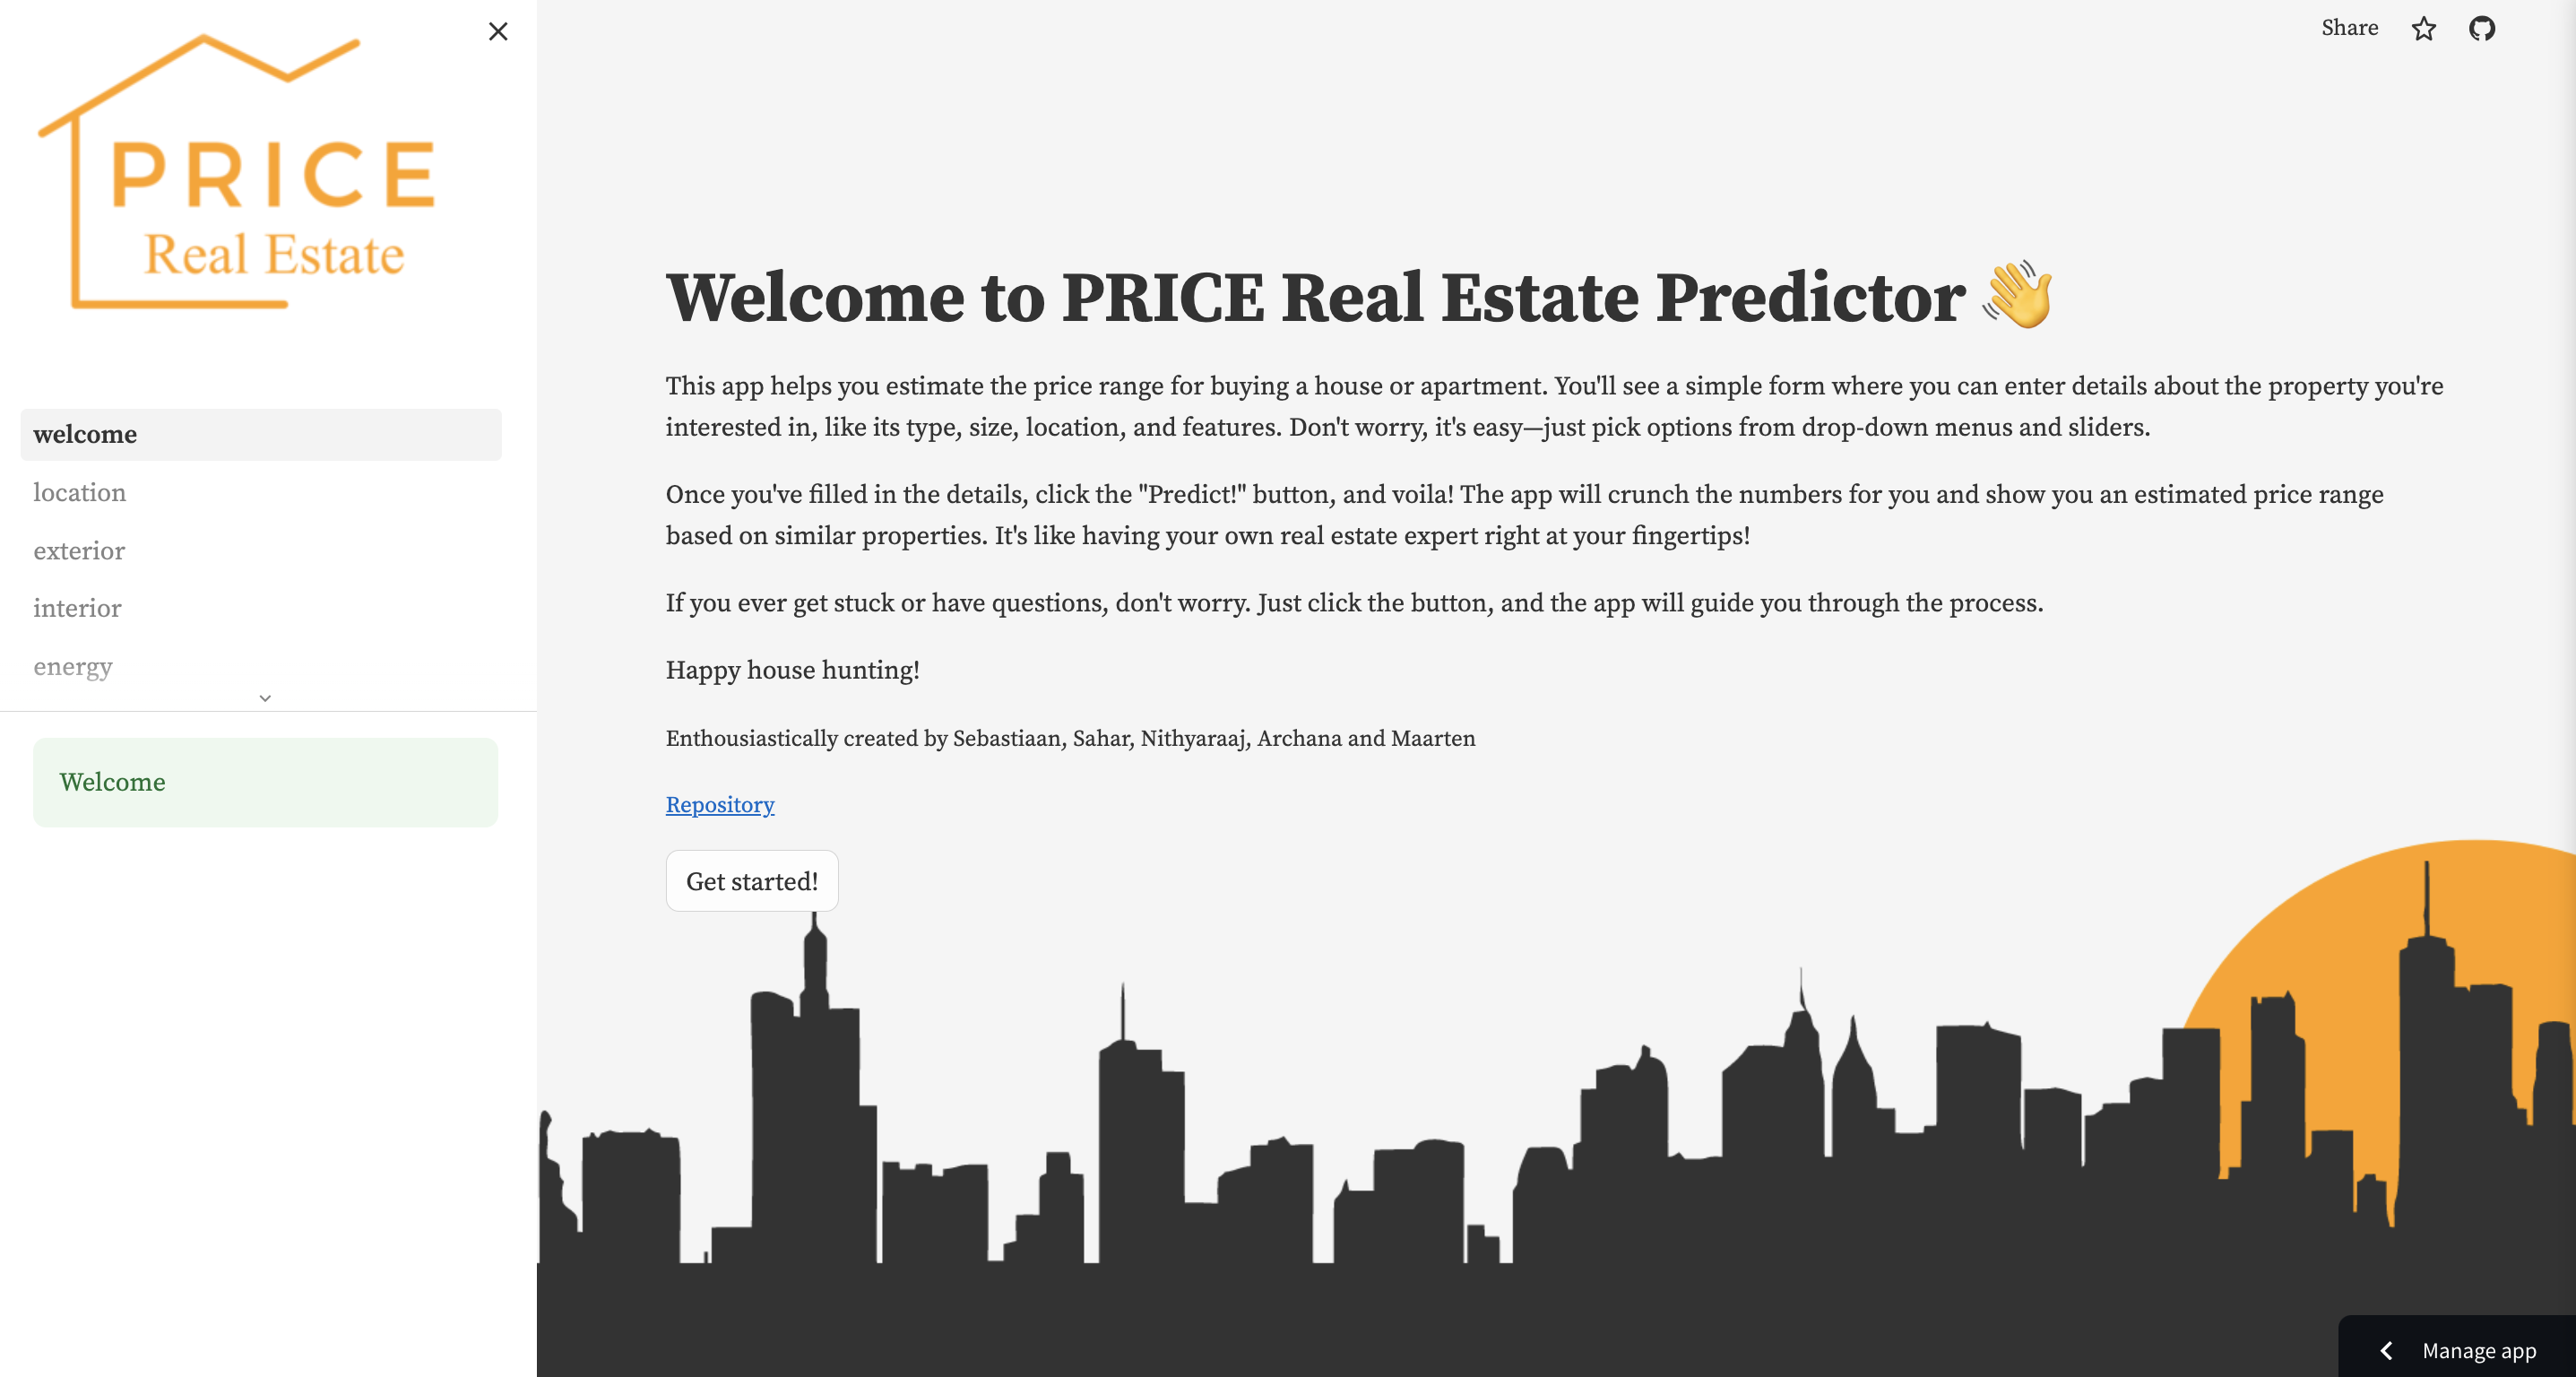 PRICE
Real Estate
welcome
location
exterior
interior
energy
Welcome
Share
Welcome to PRICE Real Estate Predictor 👋
This app helps you estimate the price range for buying a house or apartment. You'll see a simple form where you can enter details about the property you're
interested in, like its type, size, location, and features. Don't worry, it's easy—just pick options from drop-down menus and sliders.
Once you've filled in the details, click the "Predict!" button, and voila! The app will crunch the numbers for you and show you an estimated price range
based on similar properties. It's like having your own real estate expert right at your fingertips!
If you ever get stuck or have questions, don't worry. Just click the button, and the app will guide you through the process.
Happy house hunting!
Enthousiastically created by Sebastiaan, Sahar, Nithyaraaj, Archana and Maarten
Repository
Get started!
Manage app